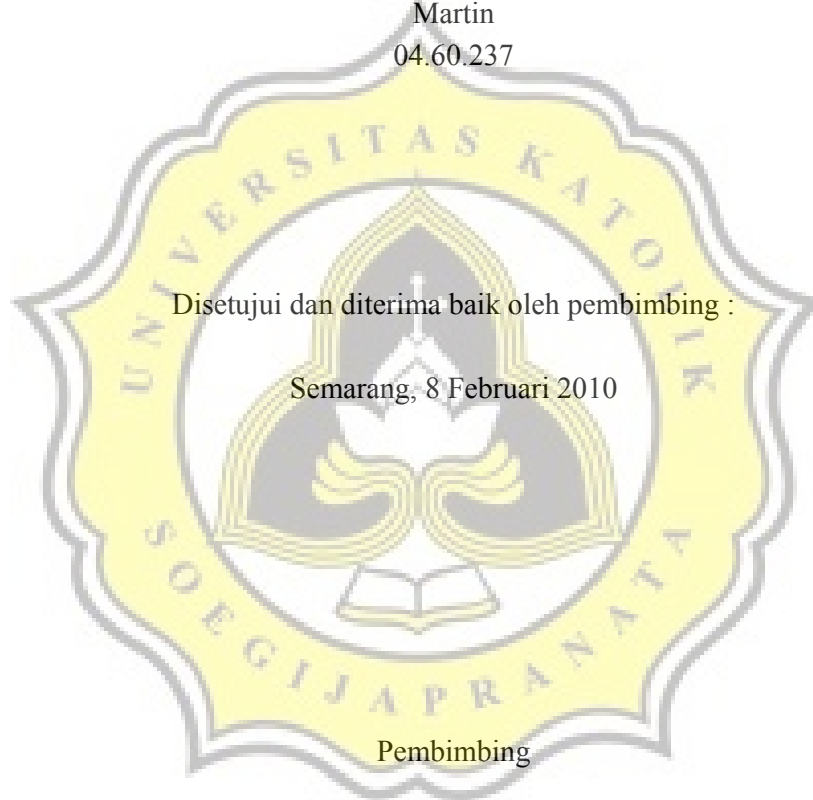 Martin
04.60.237
UNIVERSITAS KATOLIK
Disetujui dan diterima baik oleh pembimbing :
Semarang, 8 Februari 2010
SOEGIJAPRANATA
Pembimbing